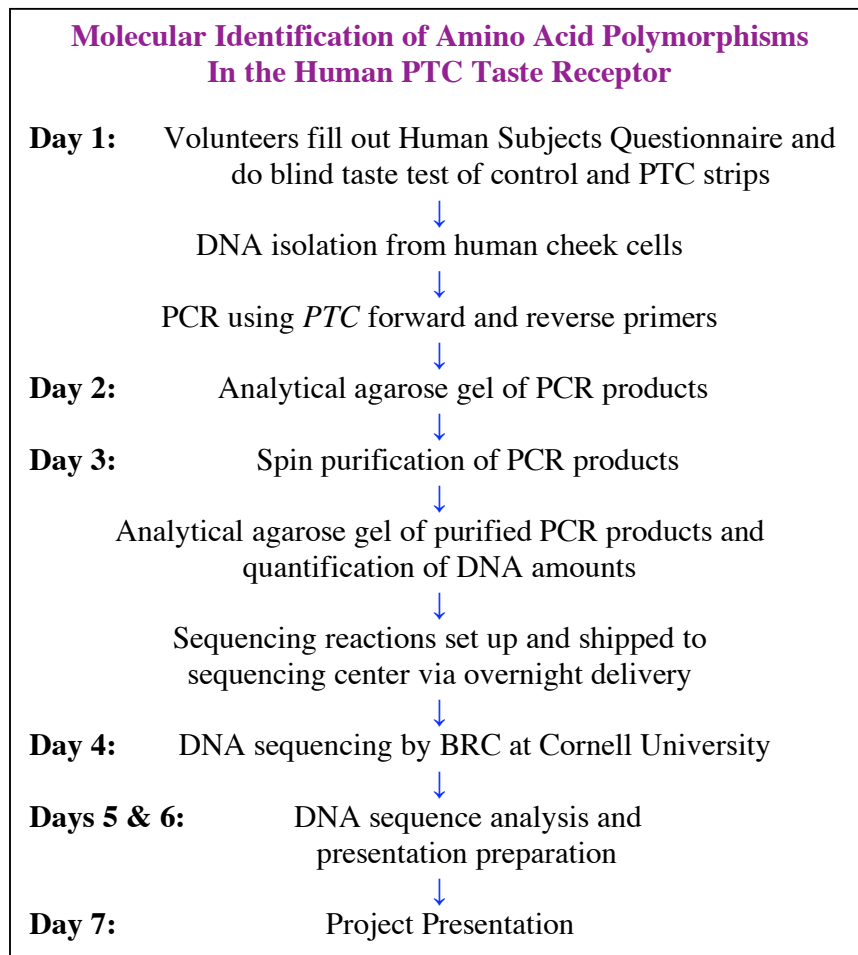 Molecular Identification of Amino Acid Polymorphisms
In the Human PTC Taste Receptor
Day 1: Volunteers fill out Human Subjects Questionnaire and
do blind taste test of control and PTC strips
↓
DNA isolation from human cheek cells
↓
PCR using PTC forward and reverse primers
↓
Day 2: Analytical agarose gel of PCR products
↓
Day 3: Spin purification of PCR products
↓
Analytical agarose gel of purified PCR products and
quantification of DNA amounts
↓
Sequencing reactions set up and shipped to
sequencing center via overnight delivery
↓
Day 4: DNA sequencing by BRC at Cornell University
↓
Days 5 & 6: DNA sequence analysis and
presentation preparation
↓
Day 7: Project Presentation